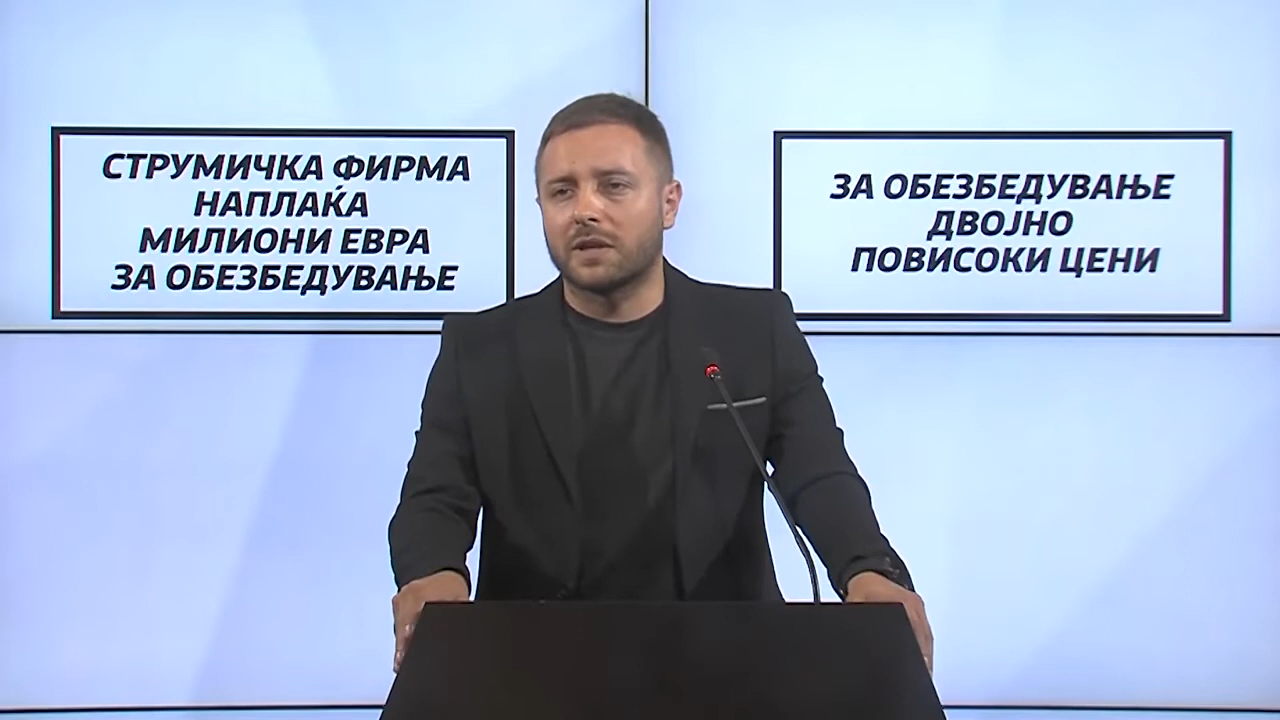 СТРУМИЧКА ФИРМА
НАПЛАЌА
МИЛИОНИ ЕВРА
ЗА ОБЕЗБЕДУВАЊЕ
ЗА ОБЕЗБЕДУВАЊЕ
ДВОЈНО
ПОВИСОКИ ЦЕНИ